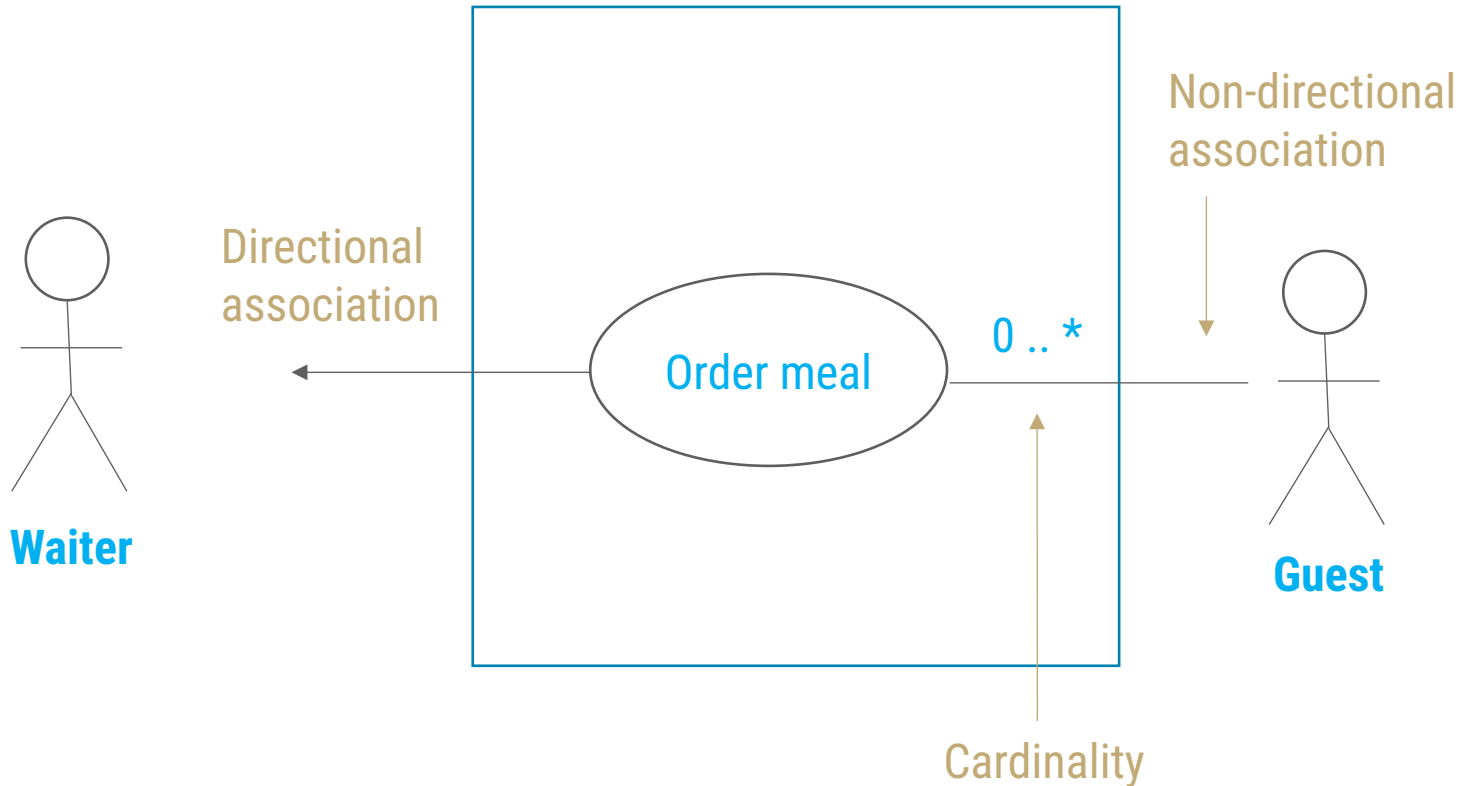 Non-directional
association
Directional
association
0 .. *
Order meal
Waiter
Guest
Cardinality